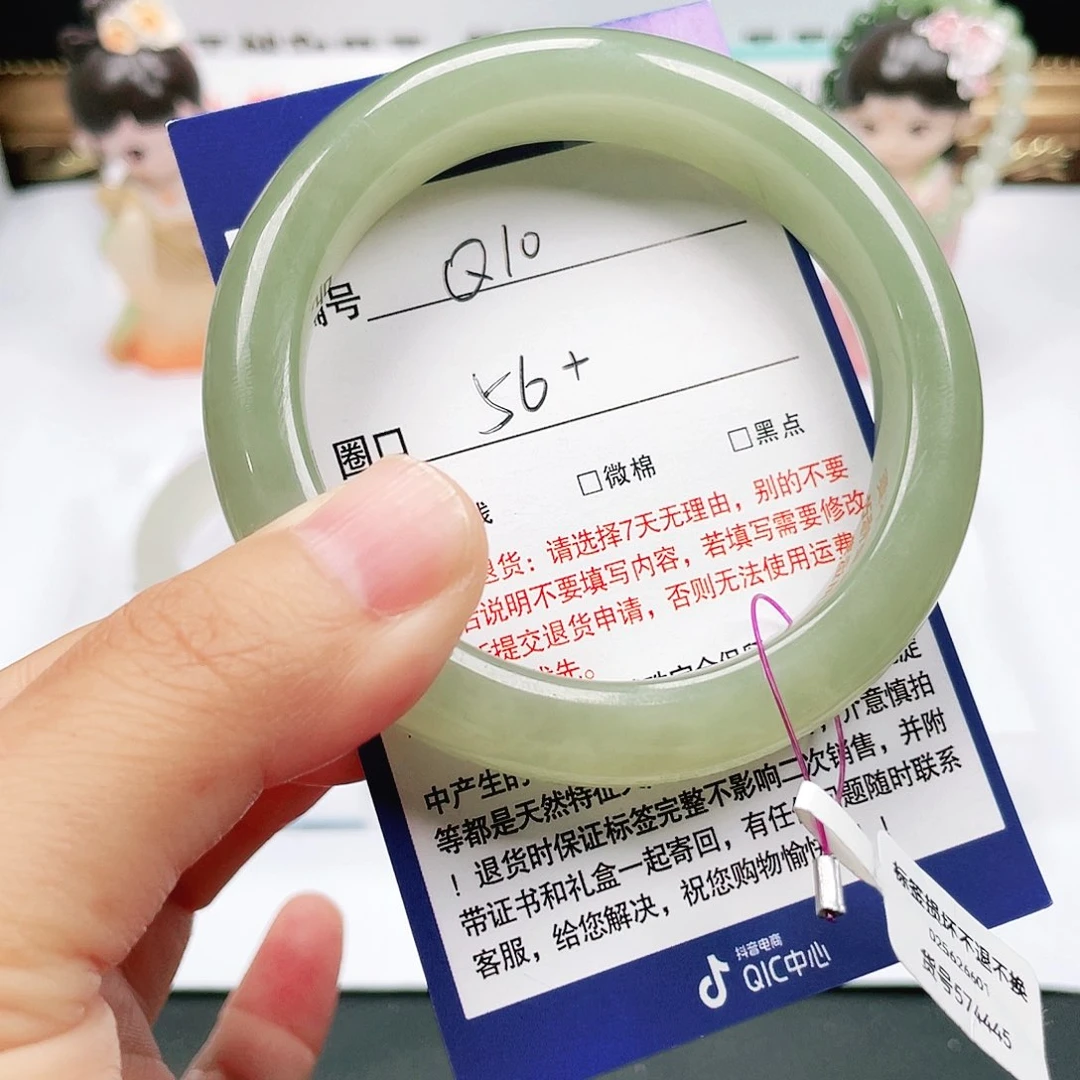 编号 Q10
圈口 56+
□微棉 □黑点
退货：请选择7天无理由，别的不要
说明不要填写内容，若填写需要修改
提交退货申请，否则无法使用运费
优先。
介意慎拍
中产生的
等都是天然特征 不影响二次销售，并附
！退货时保证标签完整 题随时联系
带证书和礼盒一起寄回，有任 ！
客服，给您解决，祝您购物愉快
抖音电商
QIC中心
标签损坏不退不换
025626601
货号574445